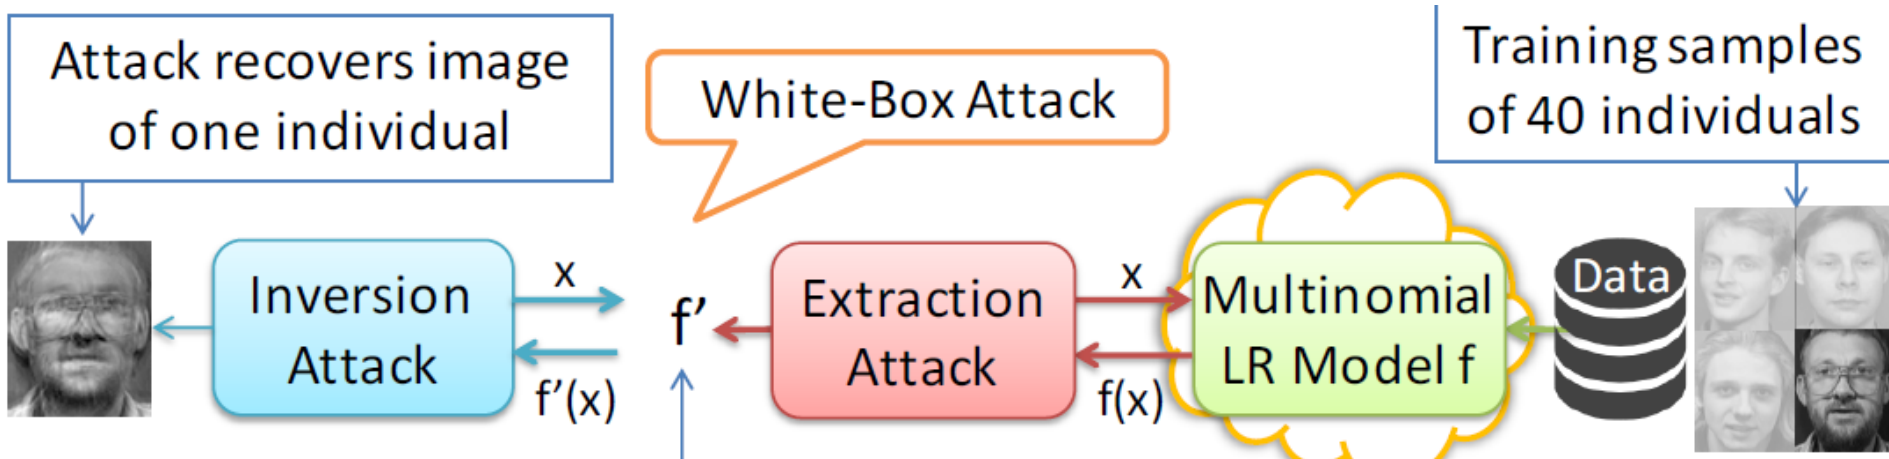 Attack recovers image
of one individual
White-Box Attack
Training samples
of 40 individuals
Inversion
Attack
x
f'(x)
f'
Extraction
Attack
x
f(x)
Multinomial
LR Model f
Data